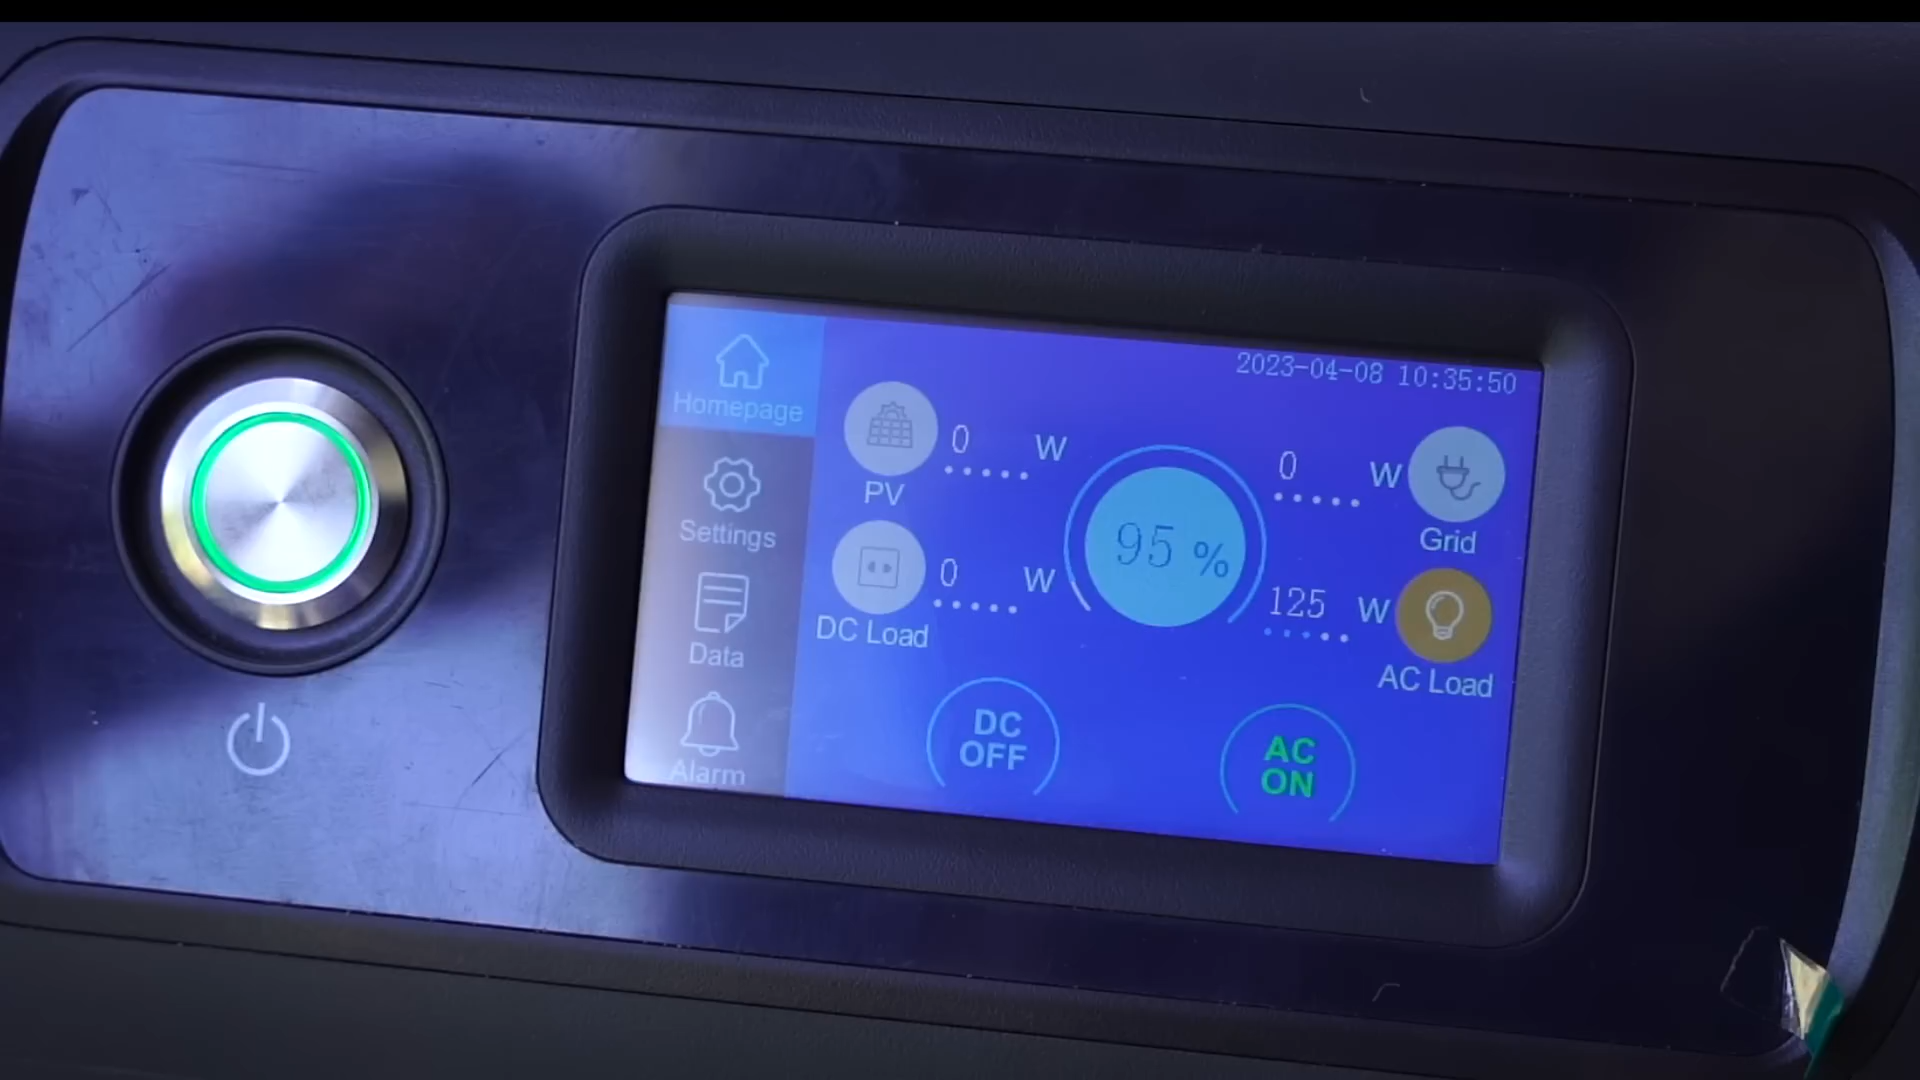 2023-04-08 10:35:50
Homepage
Settings
Data
Alarm
0 W
PV
0 W
DC Load
95 %
0 W
Grid
125 W
AC Load
DC
OFF
AC
ON